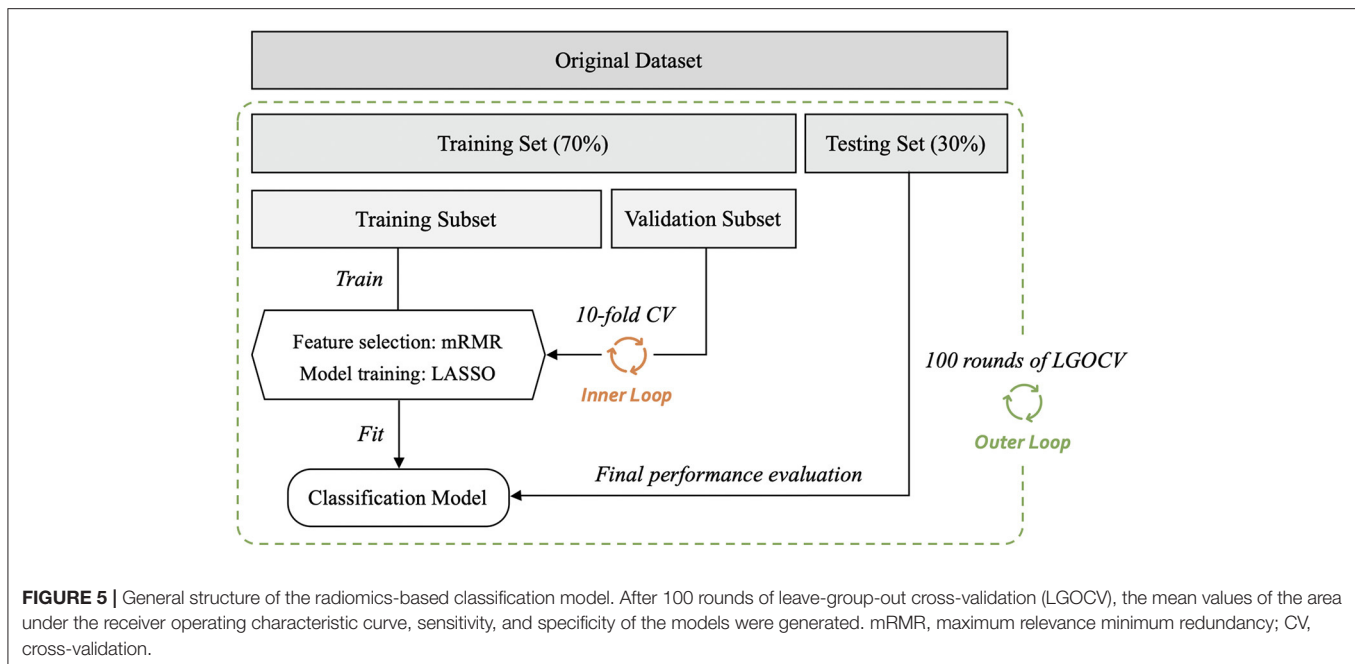 Original Dataset
Training Set (70%)
Testing Set (30%)
Training Subset
Validation Subset
Train
10-fold CV
Feature selection: mRMR
Model training: LASSO
Inner Loop
100 rounds of LGOCV
Outer Loop
Fit
Final performance evaluation
Classification Model
FIGURE 5 | General structure of the radiomics-based classification model. After 100 rounds of leave-group-out cross-validation (LGOCV), the mean values of the area
under the receiver operating characteristic curve, sensitivity, and specificity of the models were generated. mRMR, maximum relevance minimum redundancy; CV,
cross-validation.